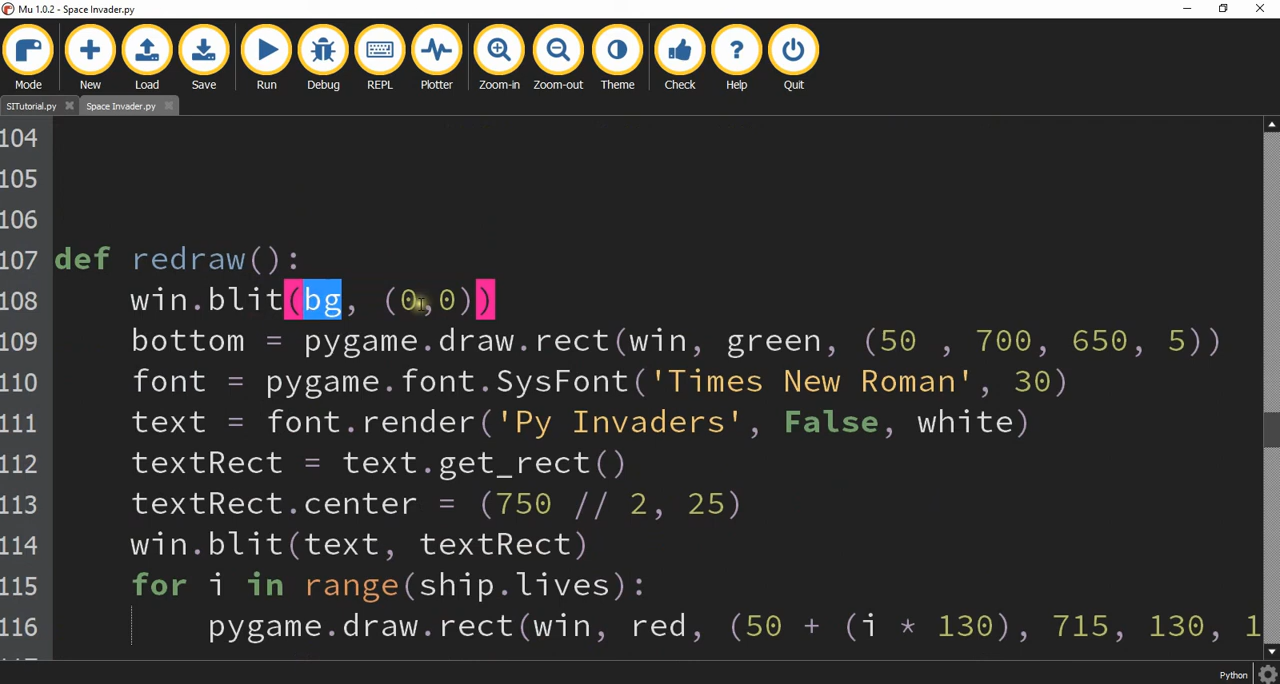 Mu 1.0.2 - Space Invader.py
Mode New Load Save Run Debug REPL Plotter Zoom-in Zoom-out Theme Check Help Quit
SITutorial.py Space Invader.py
104
105
106
107 def redraw():
108 win.blit(bg, (0,0))
109 bottom = pygame.draw.rect(win, green, (50 , 700, 650, 5))
110 font = pygame.font.SysFont('Times New Roman', 30)
111 text = font.render('Py Invaders', False, white)
112 textRect = text.get_rect()
113 textRect.center = (750 // 2, 25)
114 win.blit(text, textRect)
115 for i in range(ship.lives):
116 pygame.draw.rect(win, red, (50 + (i * 130), 715, 130, 1
Python